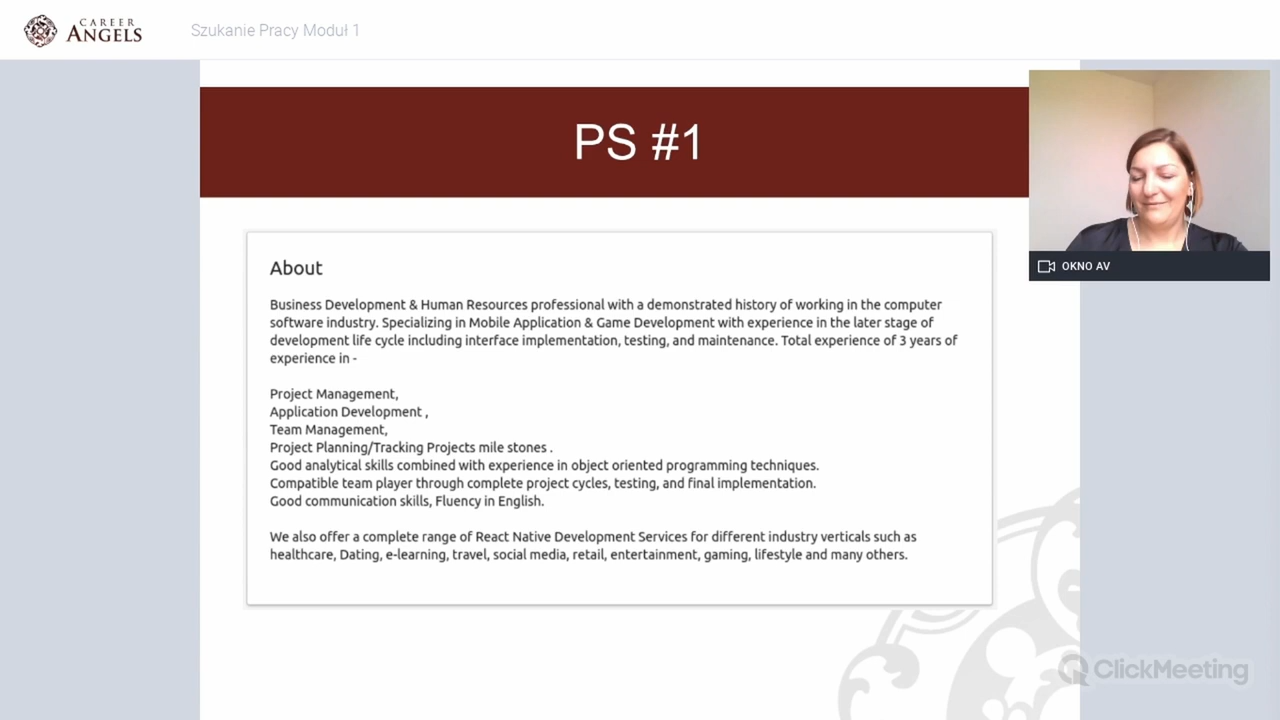 CAREER
ANGELS
Szukanie Pracy Moduł 1
PS #1
OKNO AV
About
Business Development & Human Resources professional with a demonstrated history of working in the computer
software industry. Specializing in Mobile Application & Game Development with experience in the later stage of
development life cycle including interface implementation, testing, and maintenance. Total experience of 3 years of
experience in -
Project Management,
Application Development ,
Team Management,
Project Planning/Tracking Projects mile stones .
Good analytical skills combined with experience in object oriented programming techniques.
Compatible team player through complete project cycles, testing, and final implementation.
Good communication skills, Fluency in English.
We also offer a complete range of React Native Development Services for different industry verticals such as
healthcare, Dating, e-learning, travel, social media, retail, entertainment, gaming, lifestyle and many others.
ClickMeeting